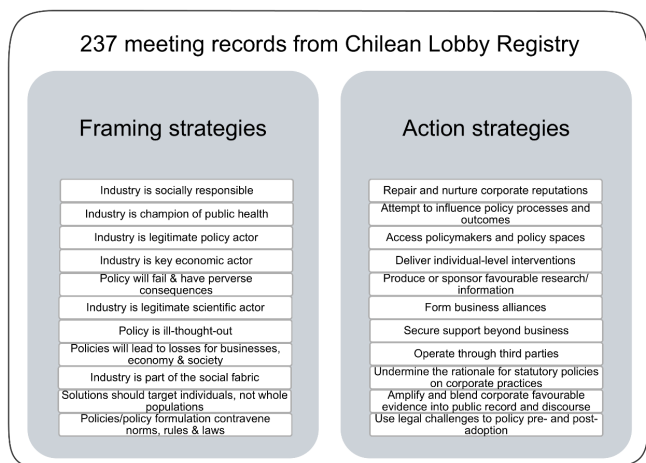 237 meeting records from Chilean Lobby Registry
Framing strategies
Industry is socially responsible
Industry is champion of public health
Industry is legitimate policy actor
Industry is key economic actor
Policy will fail & have perverse
consequences
Industry is legitimate scientific actor
Policy is ill-thought-out
Policies will lead to losses for businesses,
economy & society
Industry is part of the social fabric
Solutions should target individuals, not whole
populations
Policies/policy formulation contravene
norms, rules & laws
Action strategies
Repair and nurture corporate reputations
Attempt to influence policy processes and
outcomes
Access policymakers and policy spaces
Deliver individual-level interventions
Produce or sponsor favourable research/
information
Form business alliances
Secure support beyond business
Operate through third parties
Undermine the rationale for statutory policies
on corporate practices
Amplify and blend corporate favourable
evidence into public record and discourse
Use legal challenges to policy pre- and post-
adoption